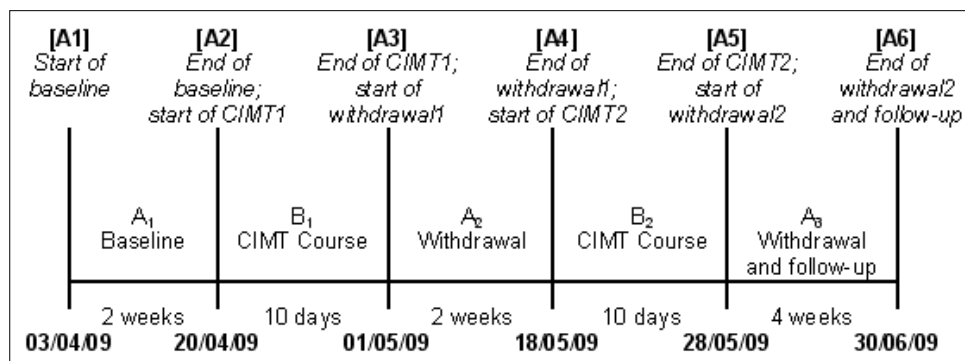 [A1] [A2] [A3] [A4] [A5] [A6]
Start of End of End of CIMT1; End of End of CIMT2; End of
baseline baseline; start of withdrawal1; start of withdrawal2
start of CIMT1 withdrawal1 start of CIMT2 withdrawal2 and follow-up
A1 B1 A2 B2 A3
Baseline CIMT Course Withdrawal CIMT Course Withdrawal
and follow-up
2 weeks 10 days 2 weeks 10 days 4 weeks
03/04/09 20/04/09 01/05/09 18/05/09 28/05/09 30/06/09